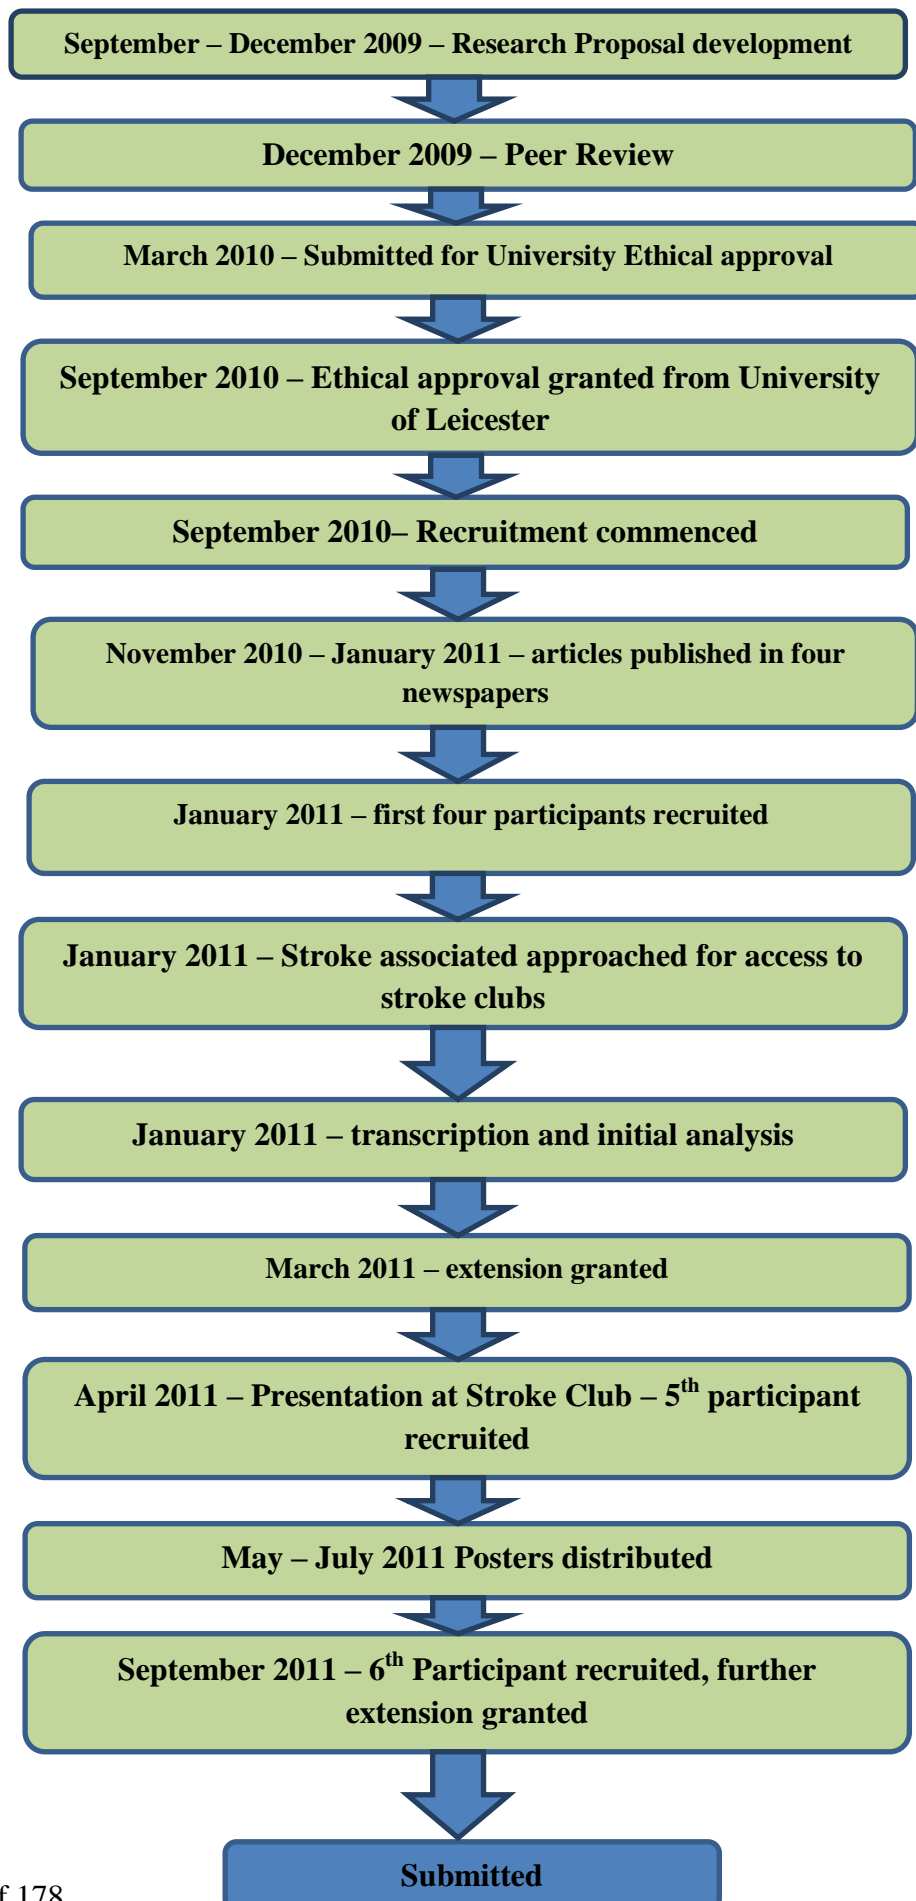 September – December 2009 – Research Proposal development
December 2009 – Peer Review
March 2010 – Submitted for University Ethical approval
September 2010 – Ethical approval granted from University
of Leicester
September 2010– Recruitment commenced
November 2010 – January 2011 – articles published in four
newspapers
January 2011 – first four participants recruited
January 2011 – Stroke associated approached for access to
stroke clubs
January 2011 – transcription and initial analysis
March 2011 – extension granted
April 2011 – Presentation at Stroke Club – 5th participant
recruited
May – July 2011 Posters distributed
September 2011 – 6th Participant recruited, further
extension granted
Submitted
f 178